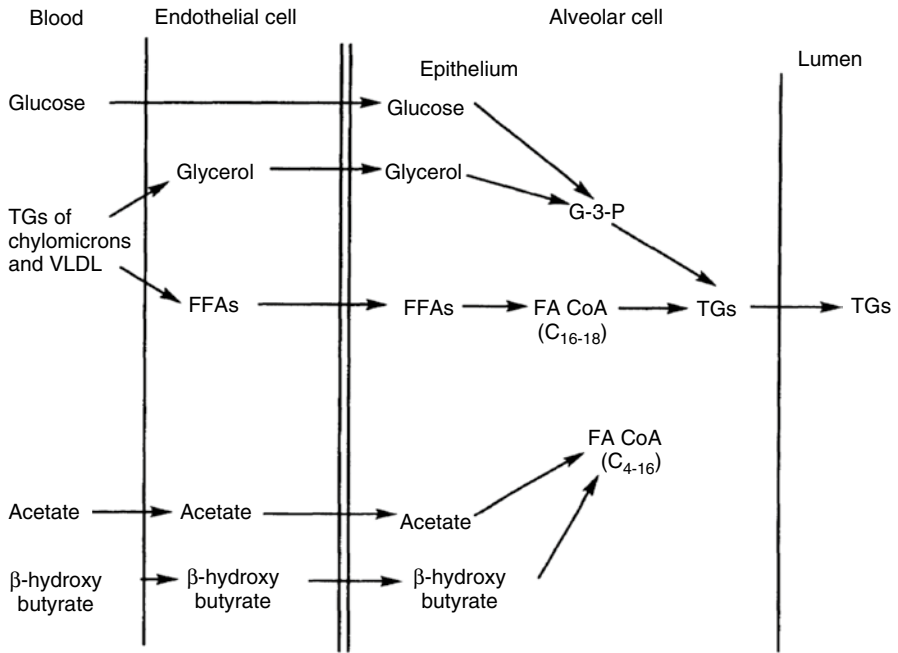 Blood
Endothelial cell
Alveolar cell
Lumen
Epithelium
Glucose
Glucose
Glycerol
Glycerol
G-3-P
TGs of
chylomicrons
and VLDL
FFAs
FFAs
FA CoA
(C16-18)
TGs
TGs
FA CoA
(C4-16)
Acetate
Acetate
Acetate
β-hydroxy
butyrate
β-hydroxy
butyrate
β-hydroxy
butyrate